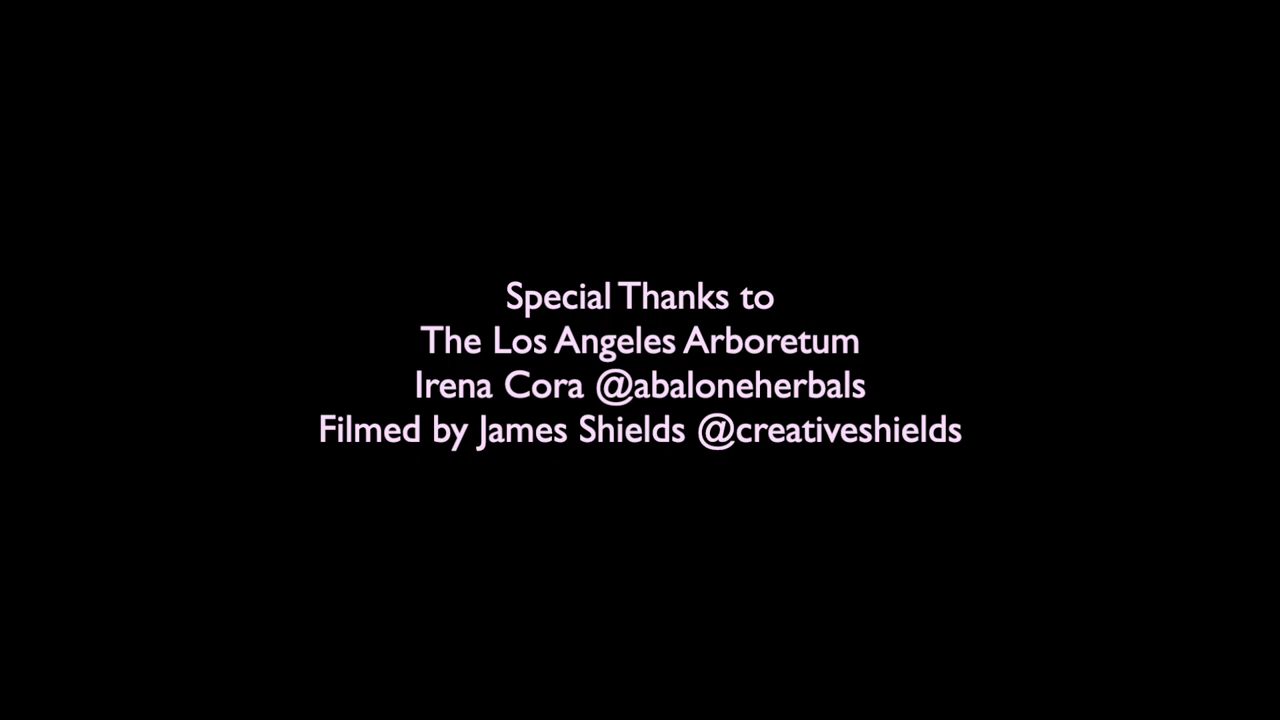 Special Thanks to
The Los Angeles Arboretum
Irena Cora @abaloneherbals
Filmed by James Shields @creativeshields